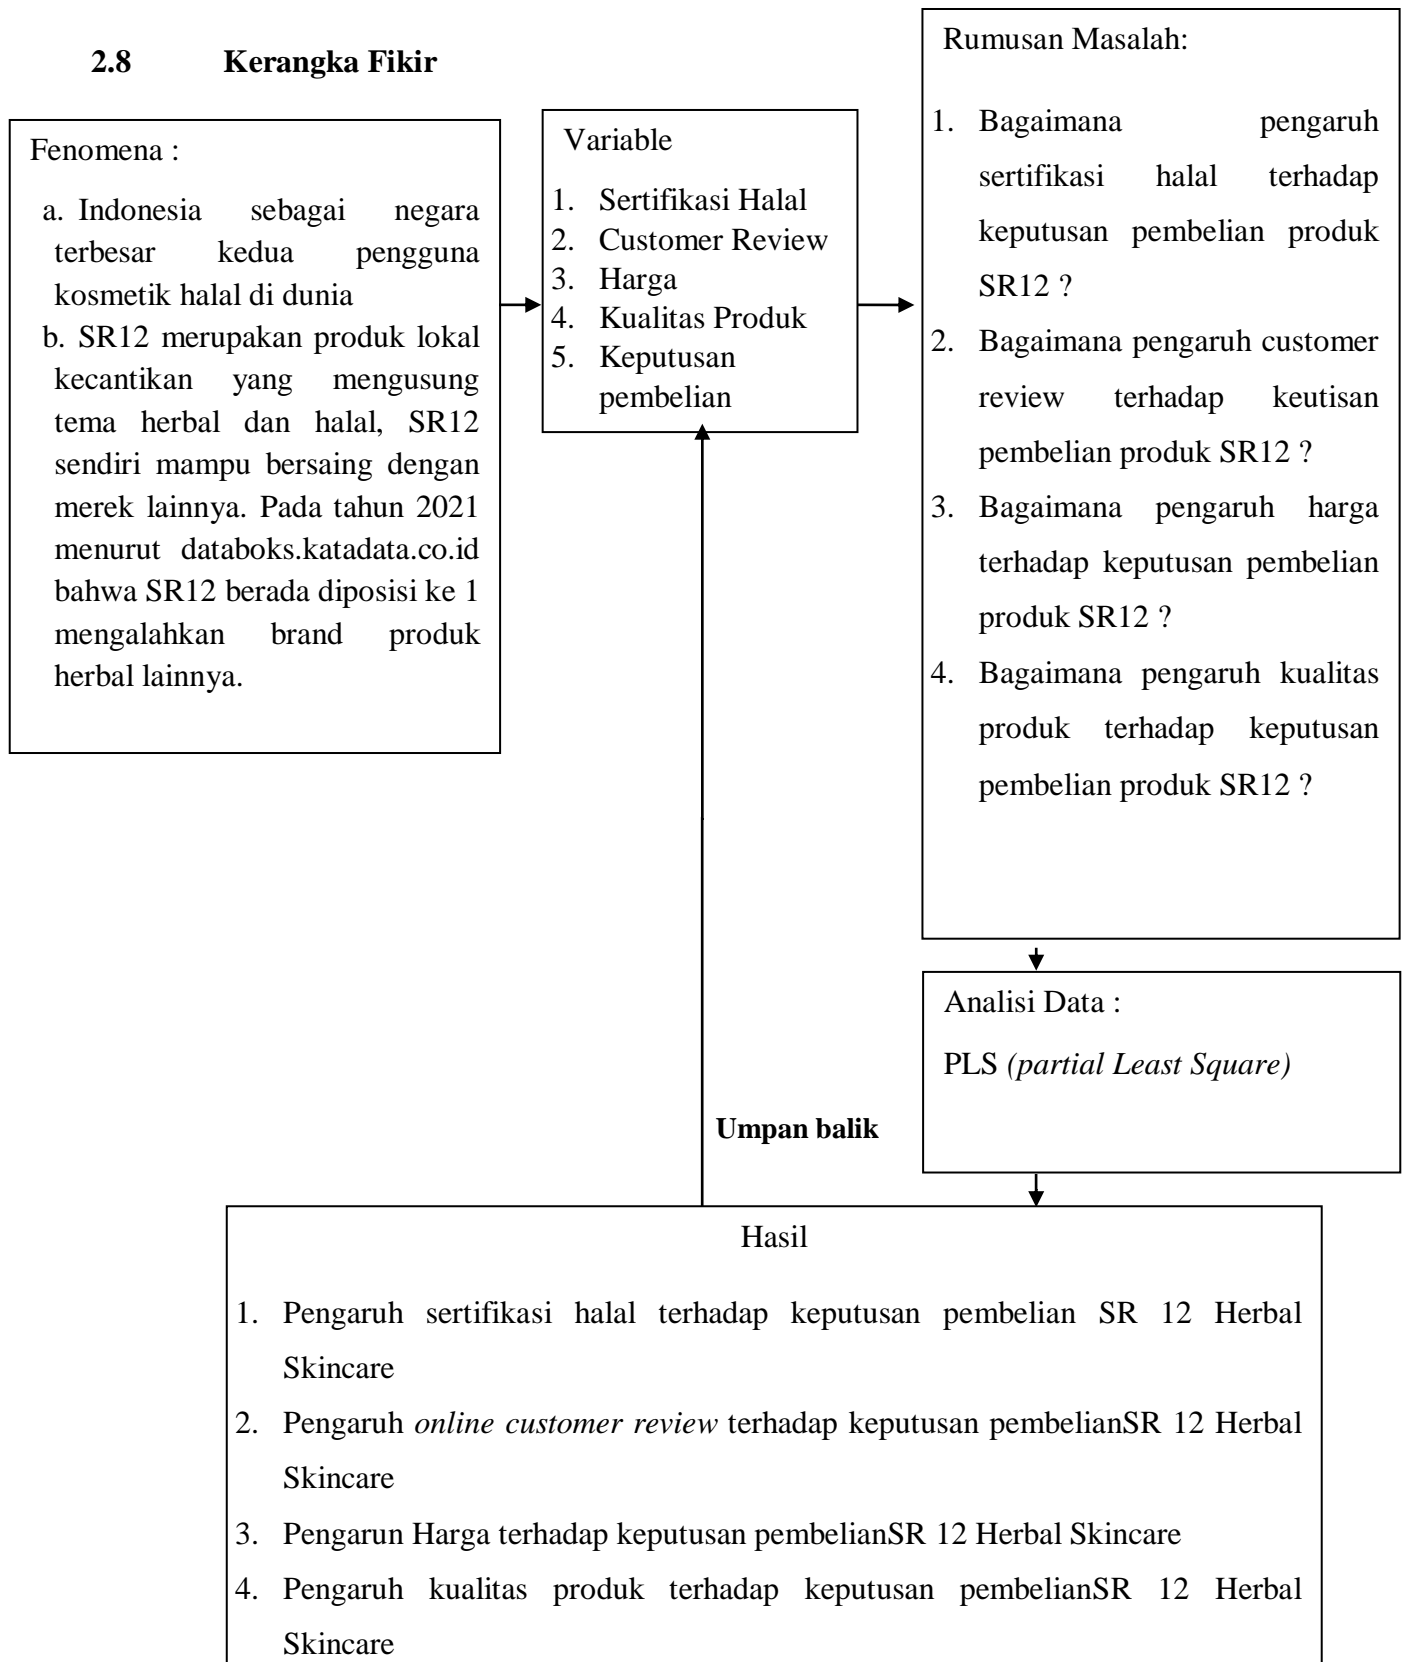 2.8 Kerangka Fikir
Fenomena :
a. Indonesia sebagai negara
terbesar kedua pengguna
kosmetik halal di dunia
b. SR12 merupakan produk lokal
kecantikan yang mengusung
tema herbal dan halal, SR12
sendiri mampu bersaing dengan
merek lainnya. Pada tahun 2021
menurut databoks.katadata.co.id
bahwa SR12 berada diposisi ke 1
mengalahkan brand produk
herbal lainnya.
Variable
1. Sertifikasi Halal
2. Customer Review
3. Harga
4. Kualitas Produk
5. Keputusan
pembelian
Rumusan Masalah:
1. Bagaimana pengaruh
sertifikasi halal terhadap
keputusan pembelian produk
SR12 ?
2. Bagaimana pengaruh customer
review terhadap keutisan
pembelian produk SR12 ?
3. Bagaimana pengaruh harga
terhadap keputusan pembelian
produk SR12 ?
4. Bagaimana pengaruh kualitas
produk terhadap keputusan
pembelian produk SR12 ?
Analisi Data :
PLS (partial Least Square)
Umpan balik
Hasil
1. Pengaruh sertifikasi halal terhadap keputusan pembelian SR 12 Herbal
Skincare
2. Pengaruh online customer review terhadap keputusan pembelianSR 12 Herbal
Skincare
3. Pengarun Harga terhadap keputusan pembelianSR 12 Herbal Skincare
4. Pengaruh kualitas produk terhadap keputusan pembelianSR 12 Herbal
Skincare